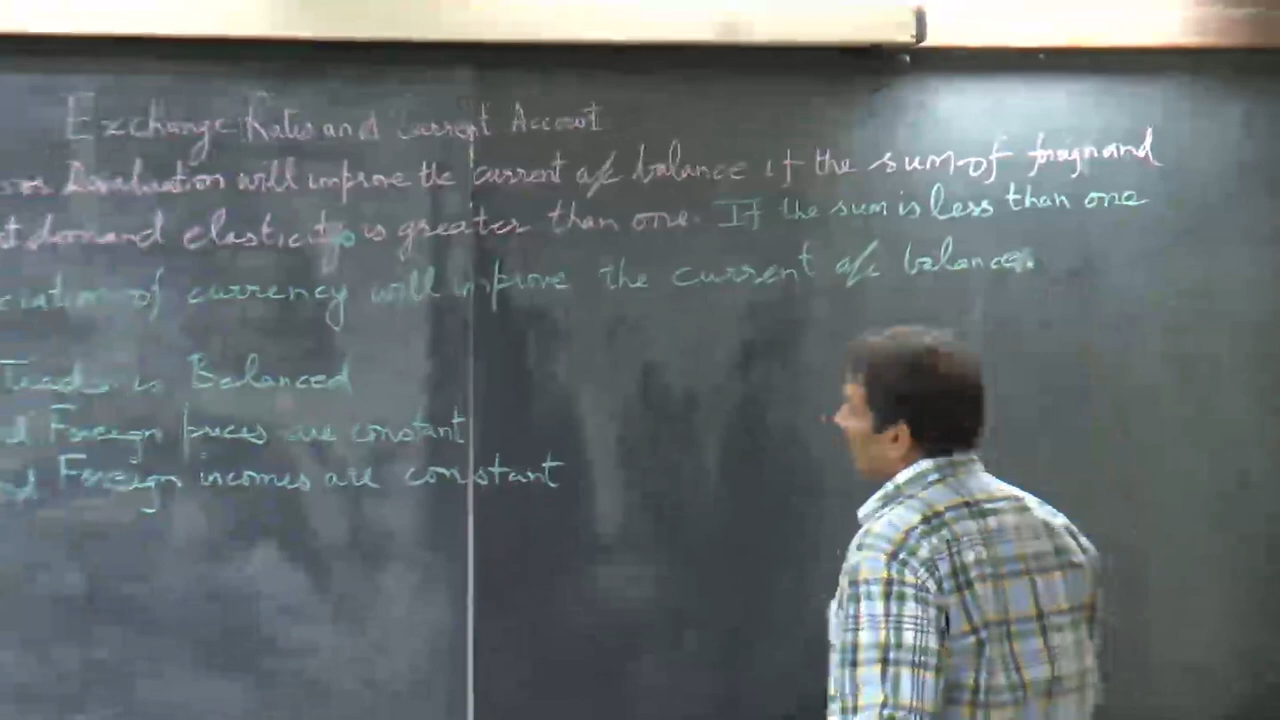 Exchange Rates and Current Account
Devaluation will improve the current a/c balance if the sum of foreign and
demand elasticity is greater than one. If the sum is less than one
of currency will improve the current a/c balance.
Trade is Balanced
Foreign prices are constant
Foreign incomes are constant